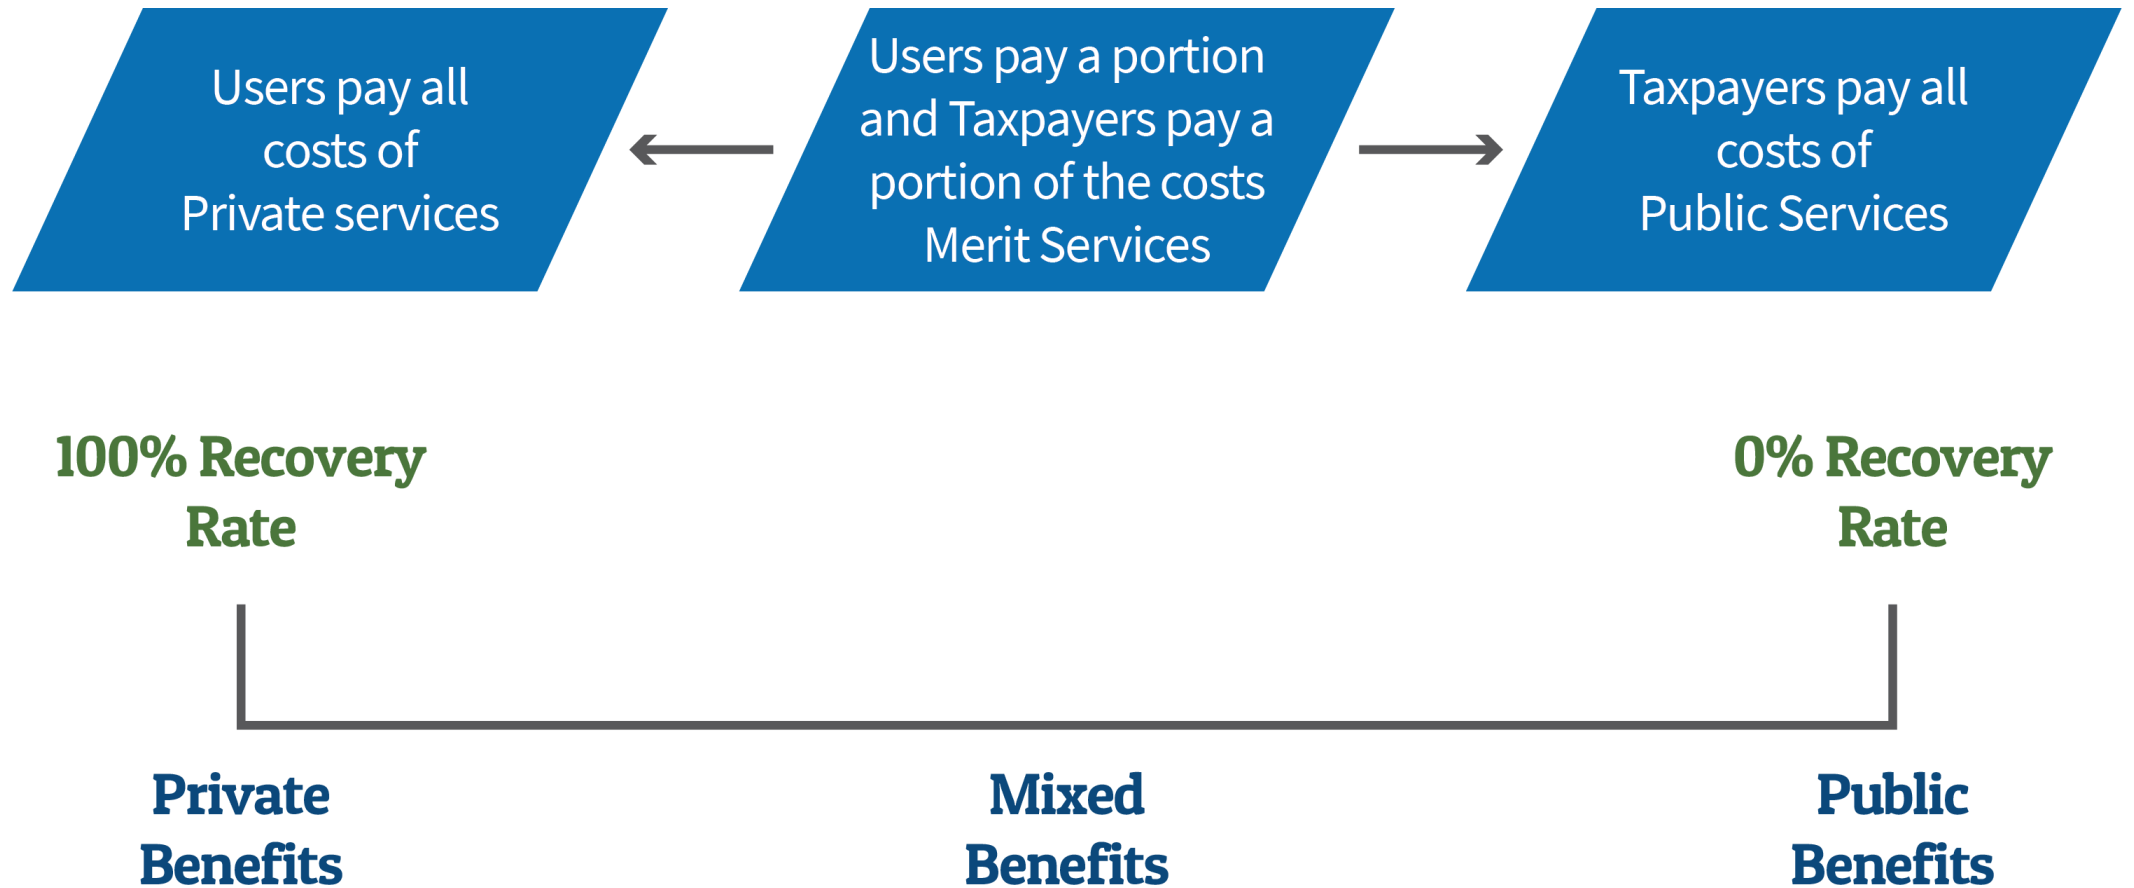 Users pay all
costs of
Private services
Users pay a portion
and Taxpayers pay a
portion of the costs
Merit Services
Taxpayers pay all
costs of
Public Services
100% Recovery
Rate
0% Recovery
Rate
Private
Benefits
Mixed
Benefits
Public
Benefits